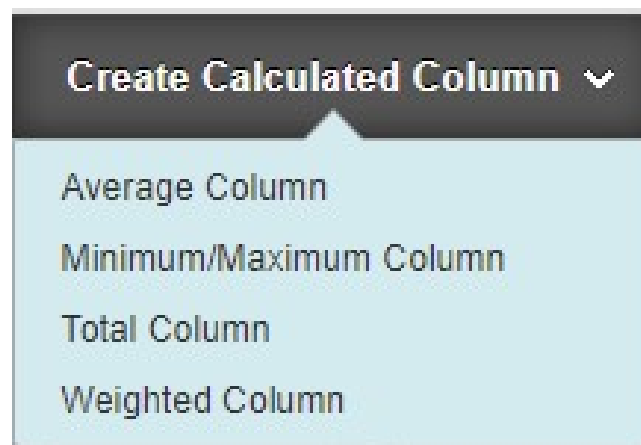 Create Calculated Column
Average Column
Minimum/Maximum Column
Total Column
Weighted Column